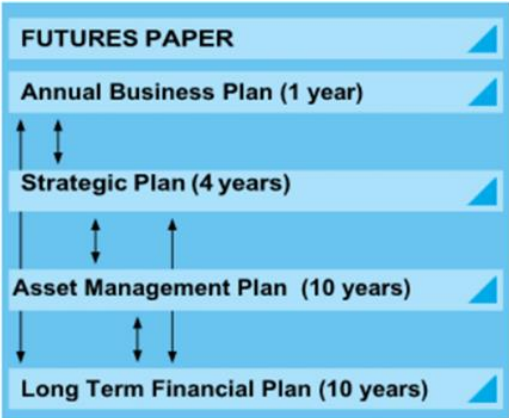 FUTURES PAPER
Annual Business Plan (1 year)
Strategic Plan (4 years)
Asset Management Plan (10 years)
Long Term Financial Plan (10 years)